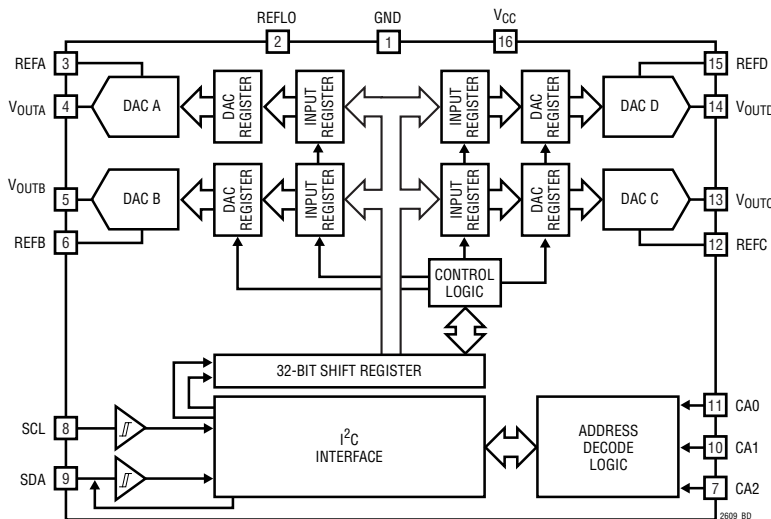 REFLO
GND
VCC
2
1
16
REFA
3
15
REFD
VOUTA
4
DAC A
DAC REGISTER
INPUT REGISTER
INPUT REGISTER
DAC REGISTER
DAC D
14
VOUTD
VOUTB
5
DAC B
DAC REGISTER
INPUT REGISTER
INPUT REGISTER
DAC REGISTER
DAC C
13
VOUTC
REFB
6
12
REFC
CONTROL
LOGIC
32-BIT SHIFT REGISTER
SCL
8
I2C
INTERFACE
ADDRESS
DECODE
LOGIC
11
CA0
10
CA1
SDA
9
7
CA2
2609 BD